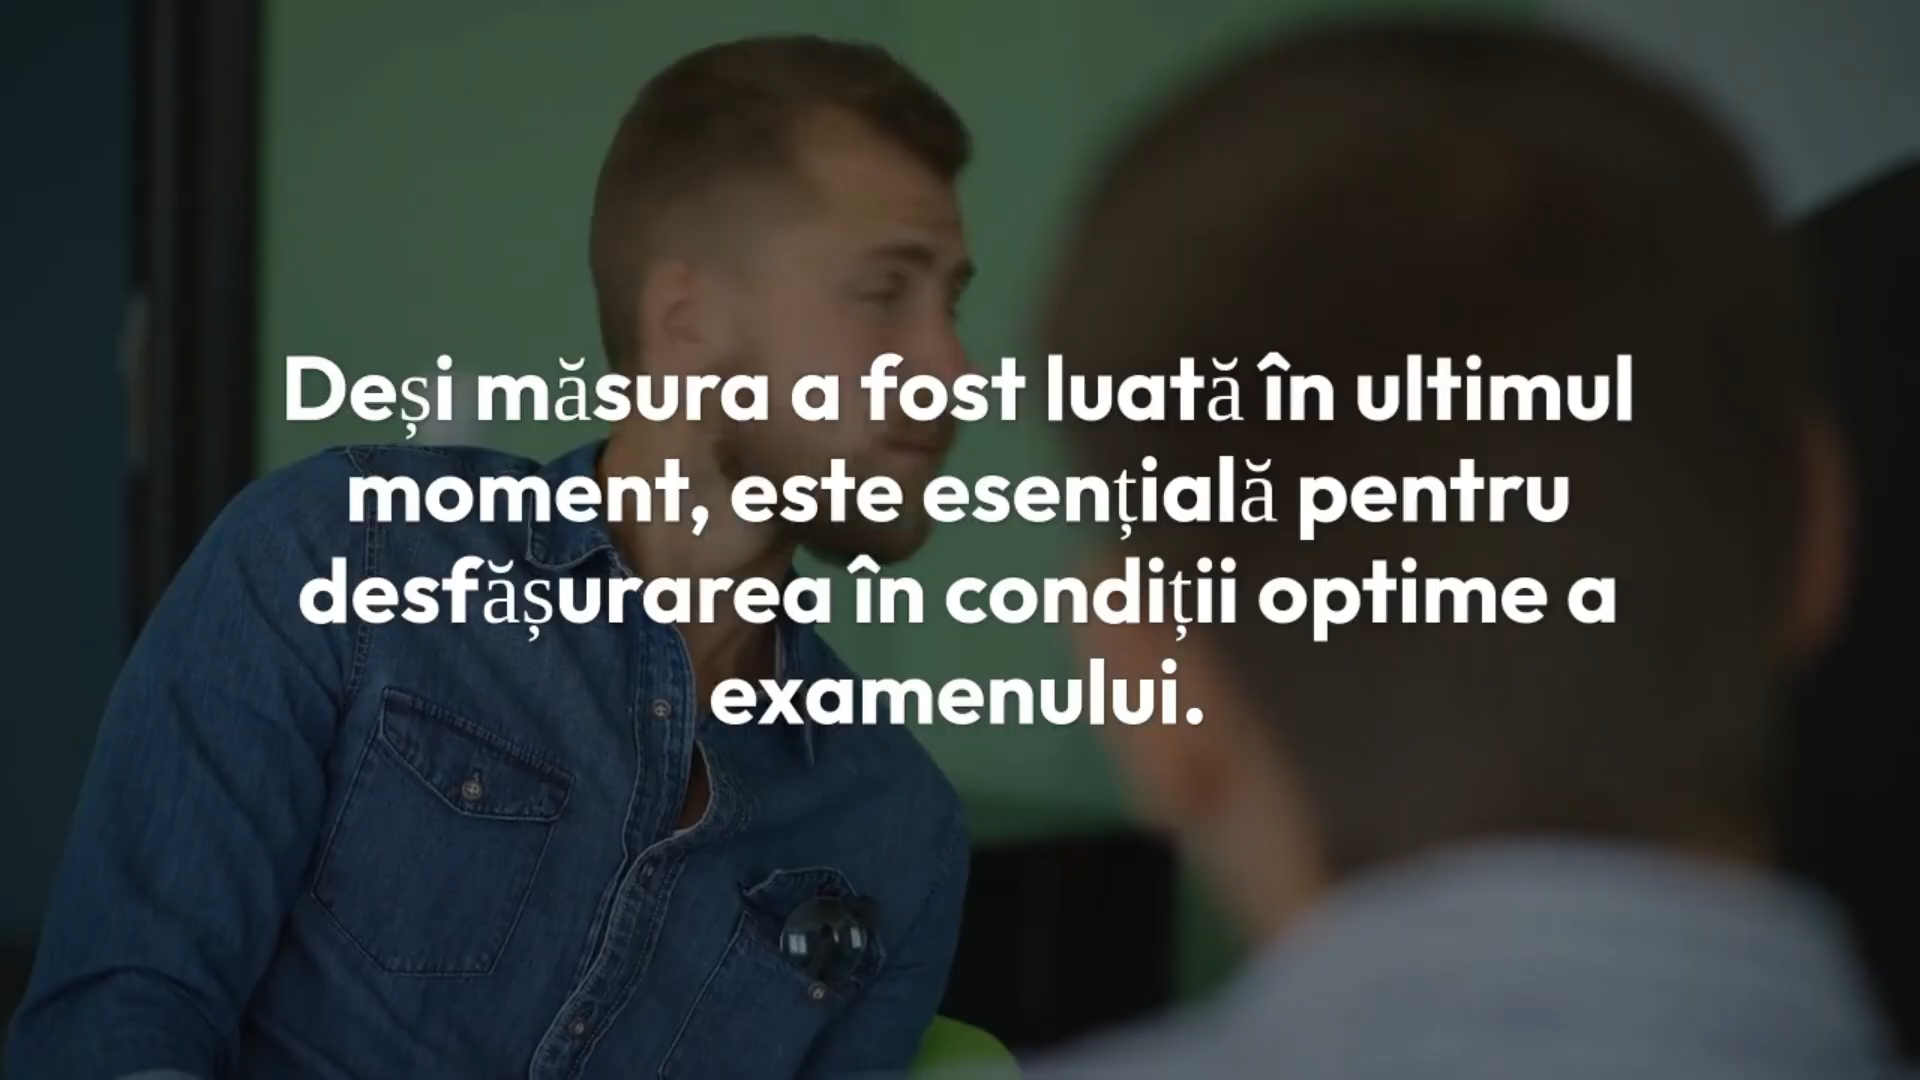 Deși măsura a fost luată în ultimul
moment, este esențială pentru
desfășurarea în condiții optime a
examenului.